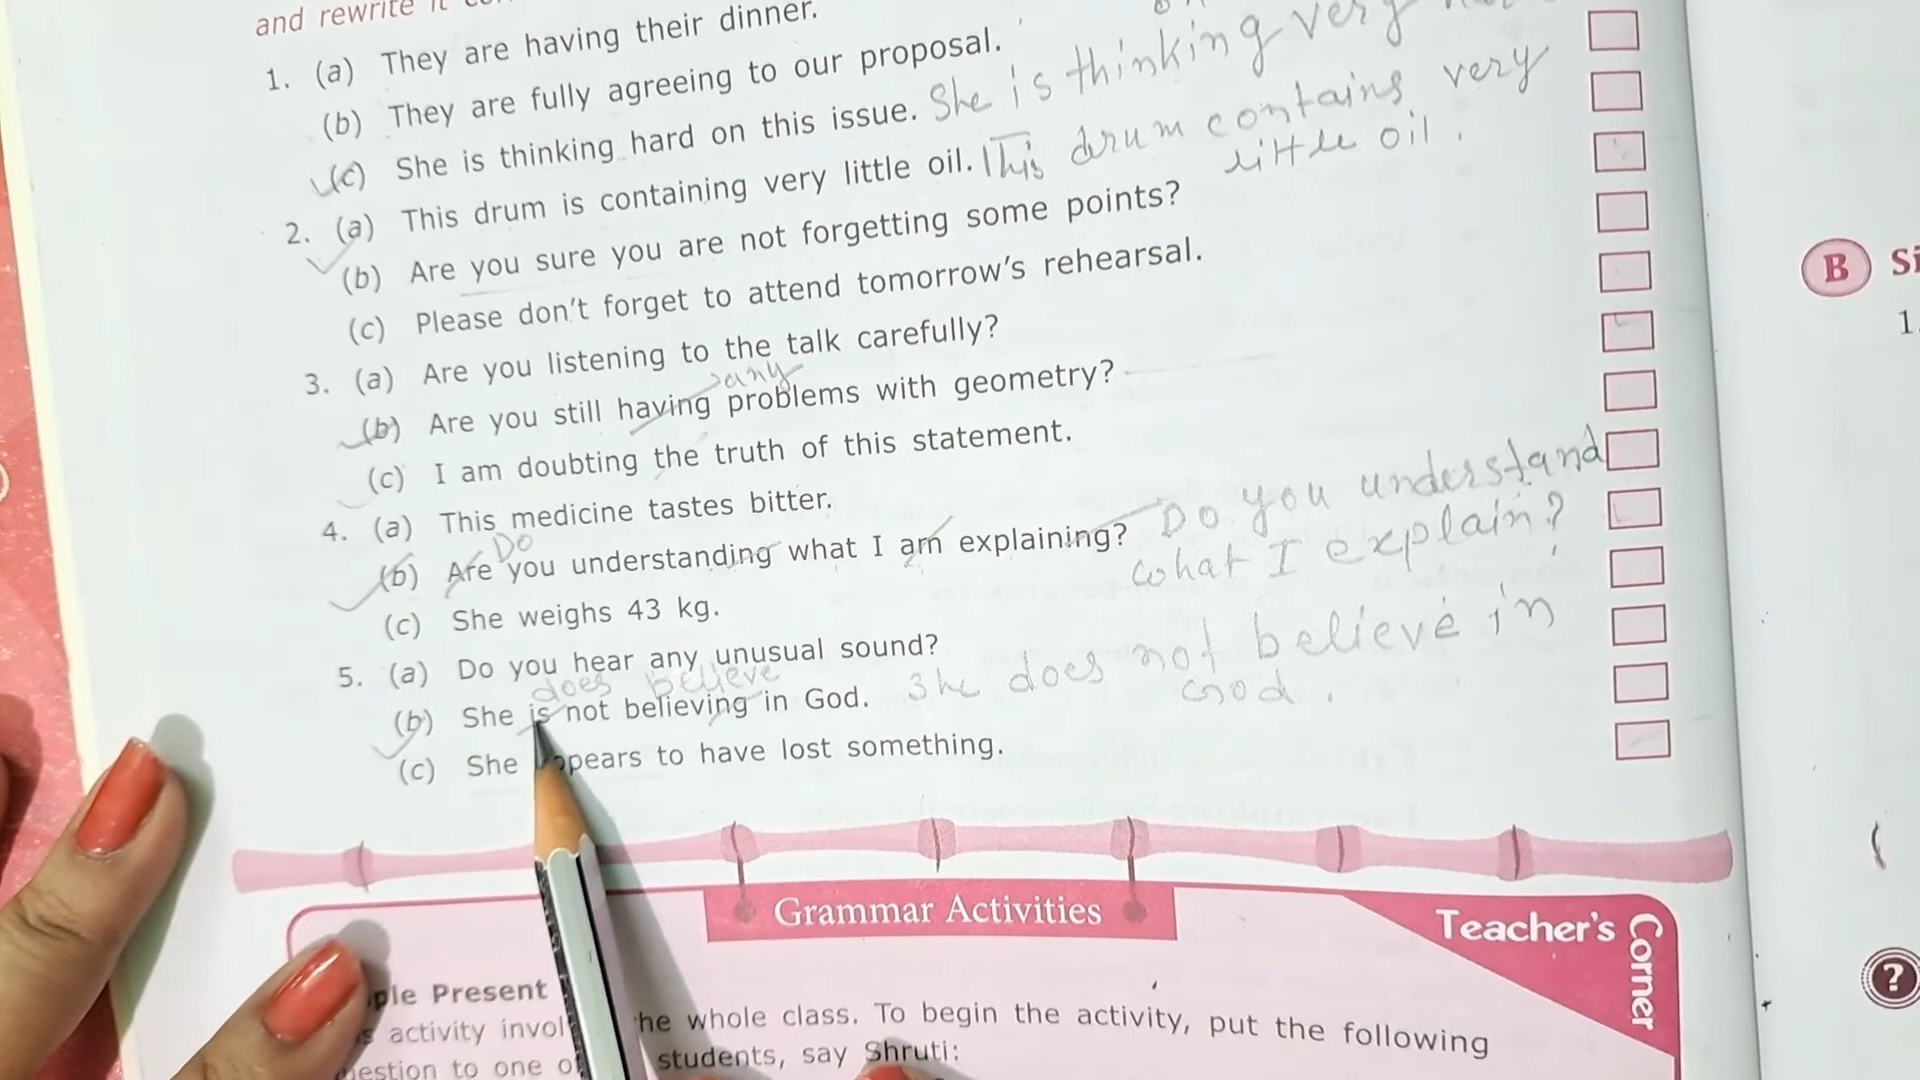 and rewrite it
1. (a) They are having their dinner.
(b) They are fully agreeing to our proposal.
(c) She is thinking hard on this issue. She is thinking very
2. (a) This drum is containing very little oil. This drum contains very
little oil.
(b) Are you sure you are not forgetting some points?
(c) Please don't forget to attend tomorrow's rehearsal.
3. (a) Are you listening to the talk carefully?
any
(b) Are you still having problems with geometry?
(c) I am doubting the truth of this statement.
4. (a) This medicine tastes bitter.
Do
(b) Are you understanding what I am explaining? Do you understand
what I explain?
(c) She weighs 43 kg.
5. (a) Do you hear any unusual sound?
does believe
(b) She is not believing in God. She does not believe in
God.
(c) She appears to have lost something.
Grammar Activities
Teacher's Corner
ple Present
activity invol he whole class. To begin the activity, put the following
estion to one of students, say Shruti:
B Si
1.
?